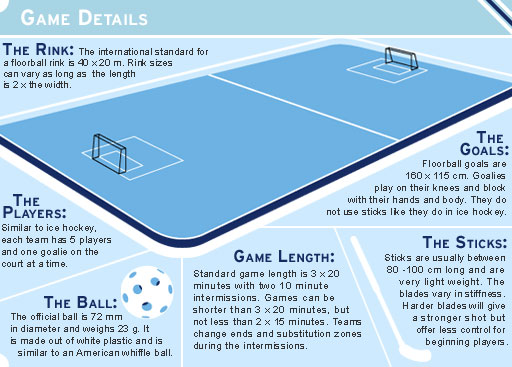 GAME DETAILS
THE RINK: The international standard for
a floorball rink is 40 x 20 m. Rink sizes
can vary as long as the length
is 2 x the width.
THE
GOALS:
Floorball goals are
160 x 115 cm. Goalies
play on their knees and block
with their hands and body. They do
not use sticks like they do in ice hockey.
THE
PLAYERS:
Similar to ice hockey,
each team has 5 players
and one goalie on the
court at a time.
THE BALL:
The official ball is 72 mm
in diameter and weighs 23 g. It
is made out of white plastic and is
similar to an American whiffle ball.
GAME LENGTH:
Standard game length is 3 x 20
minutes with two 10 minute
intermissions. Games can be
shorter than 3 x 20 minutes, but
not less than 2 x 15 minutes. Teams
change ends and substitution zones
during the intermissions.
THE STICKS:
Sticks are usually between
80 -100 cm long and are
very light weight. The
blades vary in stiffness.
Harder blades will give
a stronger shot but
offer less control for
beginning players.